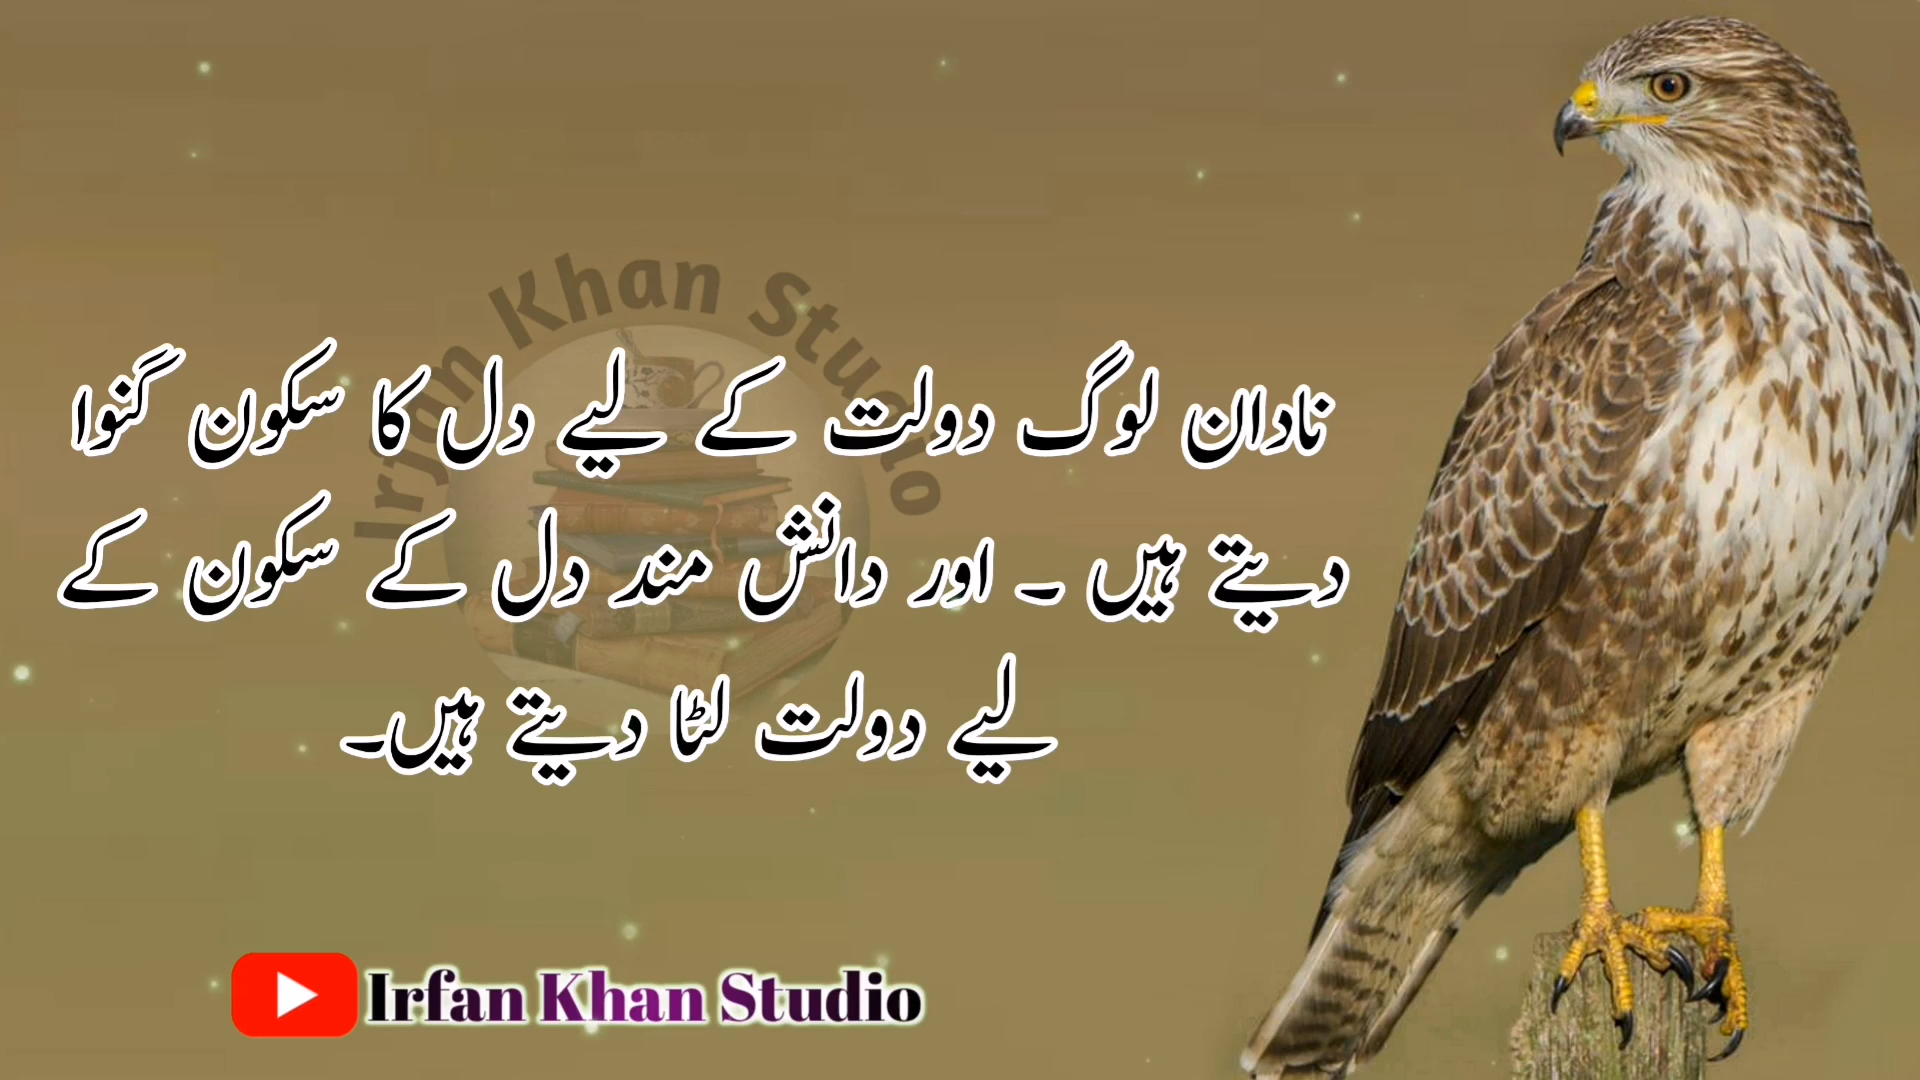 Irfan Khan Studio
نادان لوگ دولت کے لیے دل کا سکون گنوا
دیتے ہیں ۔ اور دانش مند دل کے سکون کے
لیے دولت لٹا دیتے ہیں۔
Irfan Khan Studio